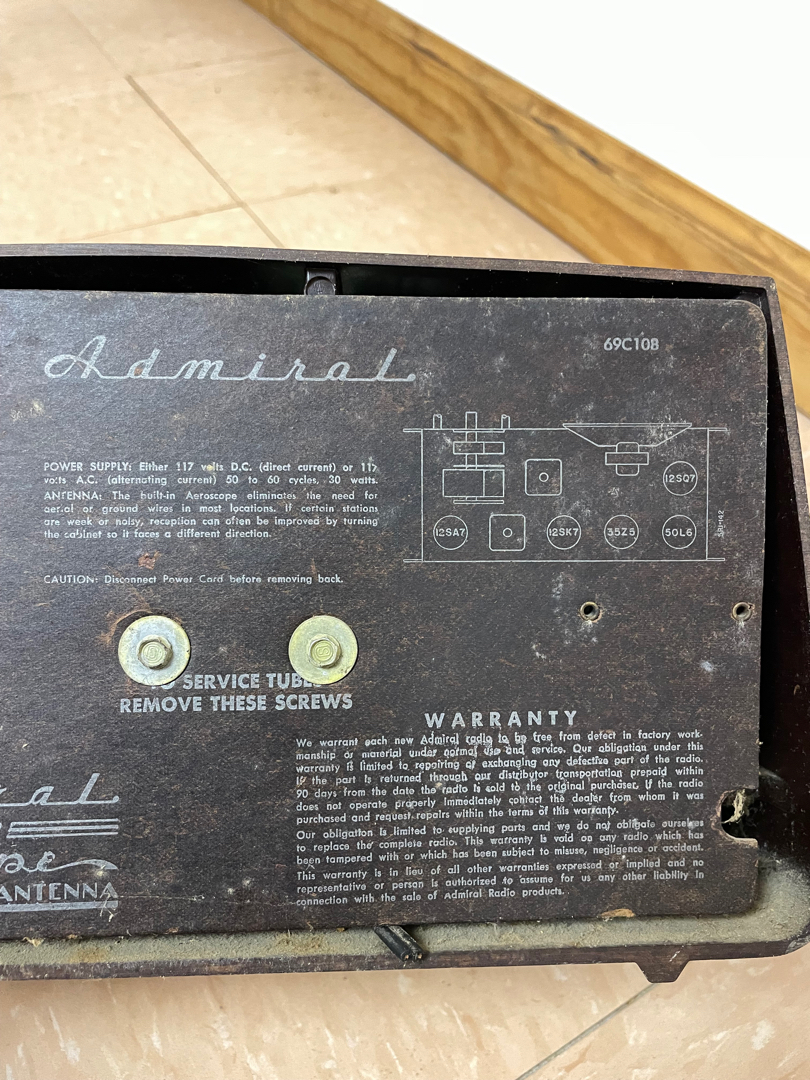 Admiral
69C108
POWER SUPPLY: Either 117 volts D.C. (direct current) or 117
volts A.C. (alternating current) 50 to 60 cycles, 30 watts.
ANTENNA: The built-in Aeroscope eliminates the need for
aerial or ground wires in most locations. If certain stations
are week or noisy, reception can often be improved by turning
the cabinet so it faces a different direction.
CAUTION: Disconnect Power Cord before removing back.
12SQ7
12SA7 12SK7 35Z5 50L6
TO SERVICE TUBES
REMOVE THESE SCREWS
WARRANTY
We warrant each new Admiral radio to be free from defect in factory work-
manship or material under normal use and service. Our obligation under this
warranty is limited to repairing or exchanging any defective part of the radio.
If the part is returned through our distributor transportation prepaid within
90 days from the date the radio is sold to the original purchaser. If the radio
does not operate properly immediately contact the dealer from whom it was
purchased and request repairs within the terms of this warranty.
Our obligation is limited to supplying parts and we do not obligate ourselves
to replace the complete radio. This warranty is void on any radio which has
been tampered with or which has been subject to misuse, negligence or accident.
This warranty is in lieu of all other warranties expressed or implied and no
representative or person is authorized to assume for us any other liability in
connection with the sale of Admiral Radio products.
ral
pe
ANTENNA